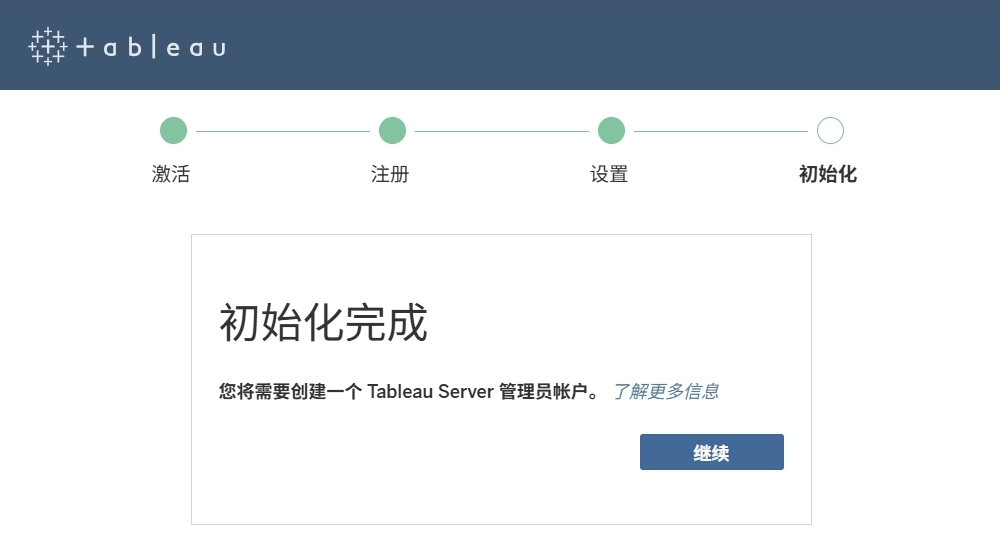 tableau
激活
注册
设置
初始化
初始化完成
您将需要创建一个 Tableau Server 管理员帐户。 了解更多信息
继续